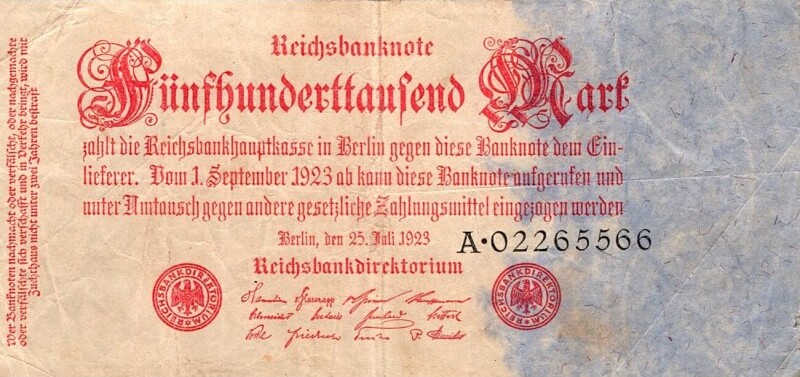 Reichsbanknote
Fünfhunderttausend Mark
zahlt die Reichsbankhauptkasse in Berlin gegen diese Banknote dem Ein-
lieferer. Vom 1. September 1923 ab kann diese Banknote aufgerufen und
unter Umtausch gegen andere gesetzliche Zahlungsmittel eingezogen werden
Berlin, den 25. Juli 1923
A·02265566
Reichsbankdirektorium
REICHSBANKDIREKTORIUM
REICHSBANKDIREKTORIUM
Wer Banknoten nachmacht oder verfälscht, oder nachgemachte
oder verfälschte sich verschafft und in Verkehr bringt, wird mit
Zuchthaus nicht unter zwei Jahren bestraft